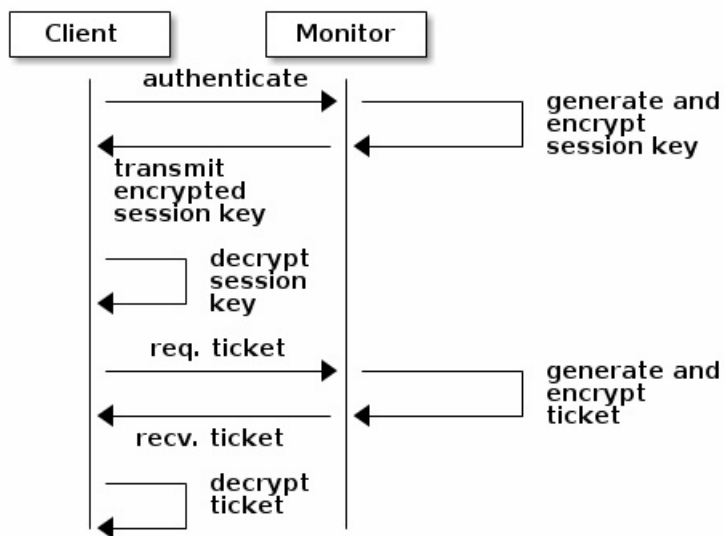 Client
Monitor
authenticate
generate and
encrypt
session key
transmit
encrypted
session key
decrypt
session
key
req. ticket
generate and
encrypt
ticket
recv. ticket
decrypt
ticket